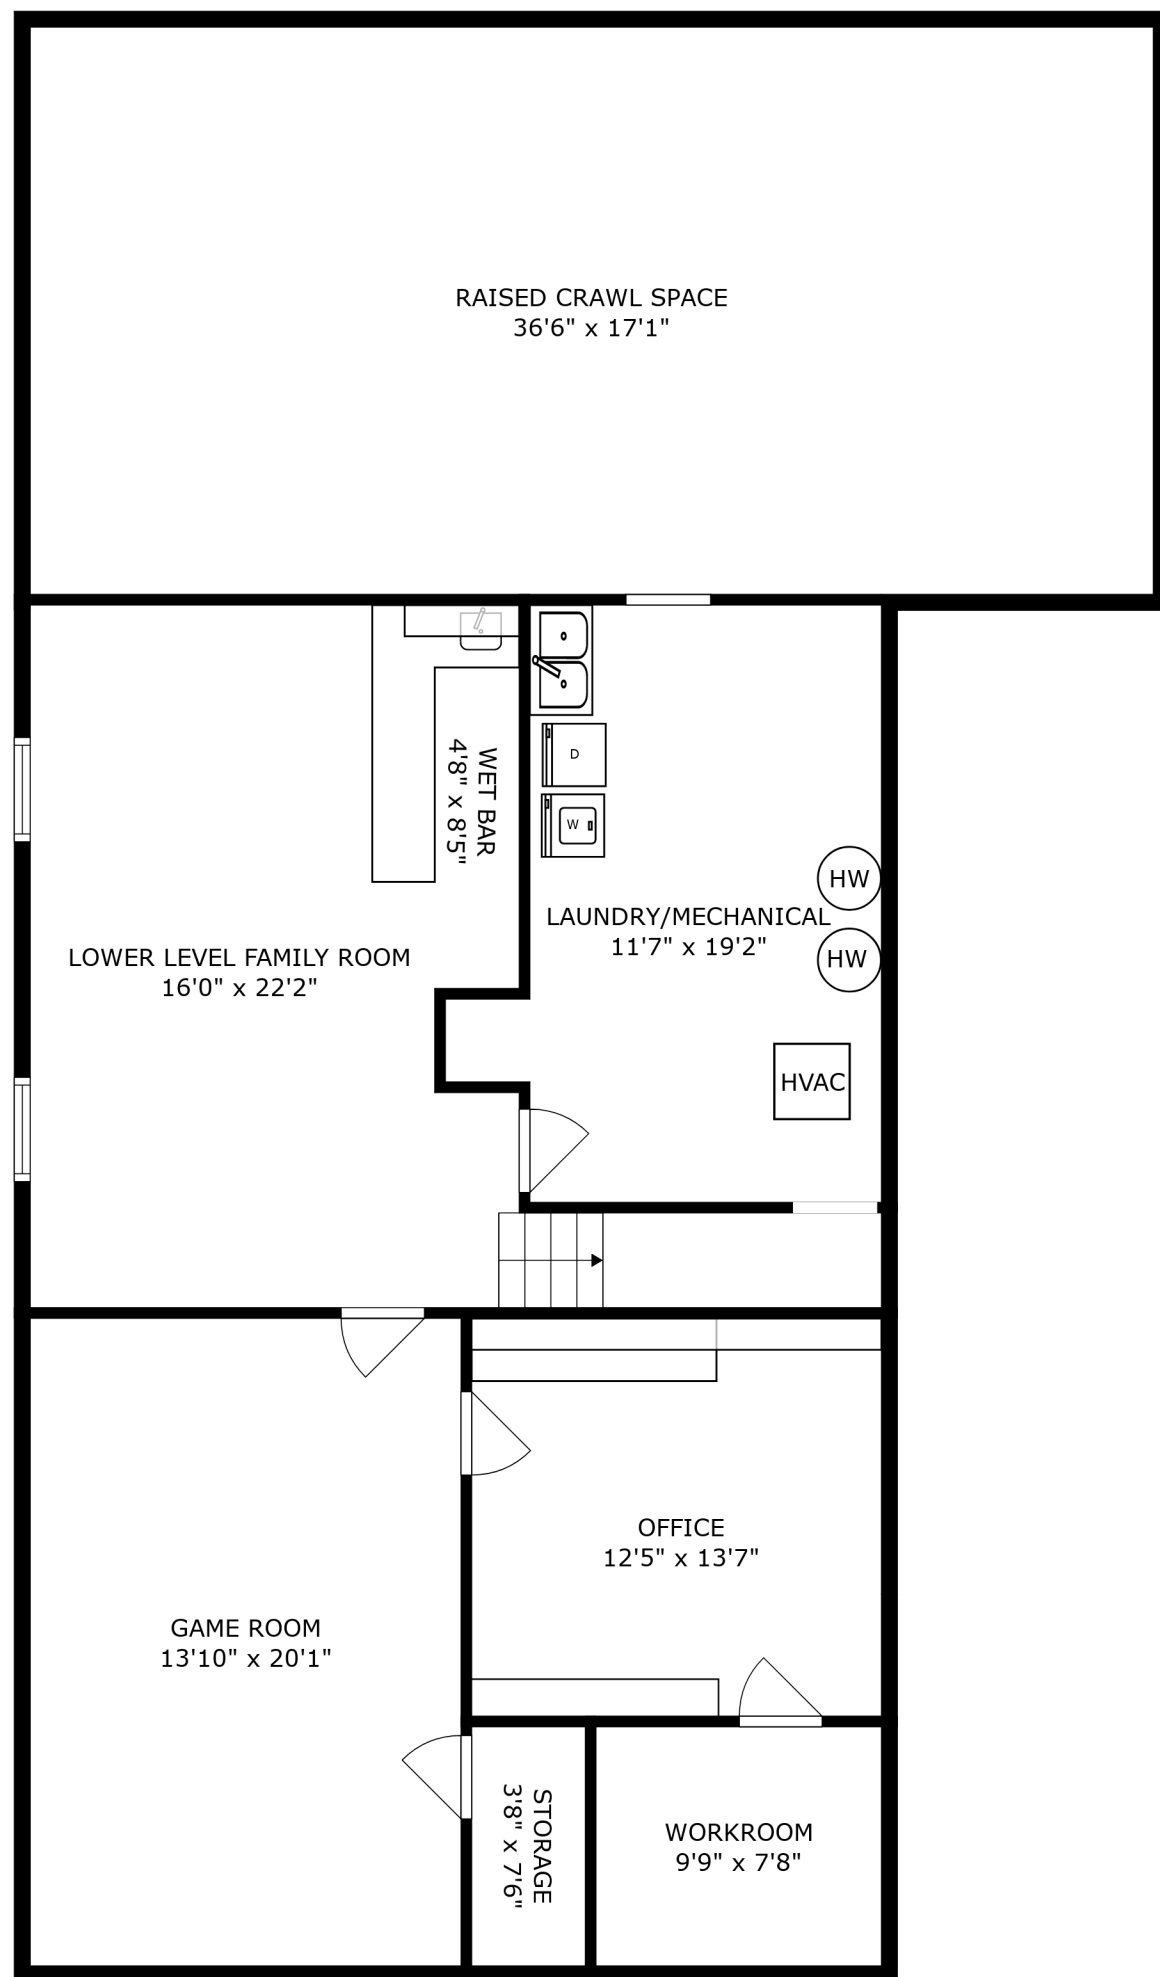 RAISED CRAWL SPACE
36'6" x 17'1"
D
WET BAR
4'8" x 8'5"
W
HW
LAUNDRY/MECHANICAL
11'7" x 19'2"
HW
LOWER LEVEL FAMILY ROOM
16'0" x 22'2"
HVAC
OFFICE
12'5" x 13'7"
GAME ROOM
13'10" x 20'1"
STORAGE
3'8" x 7'6"
WORKROOM
9'9" x 7'8"